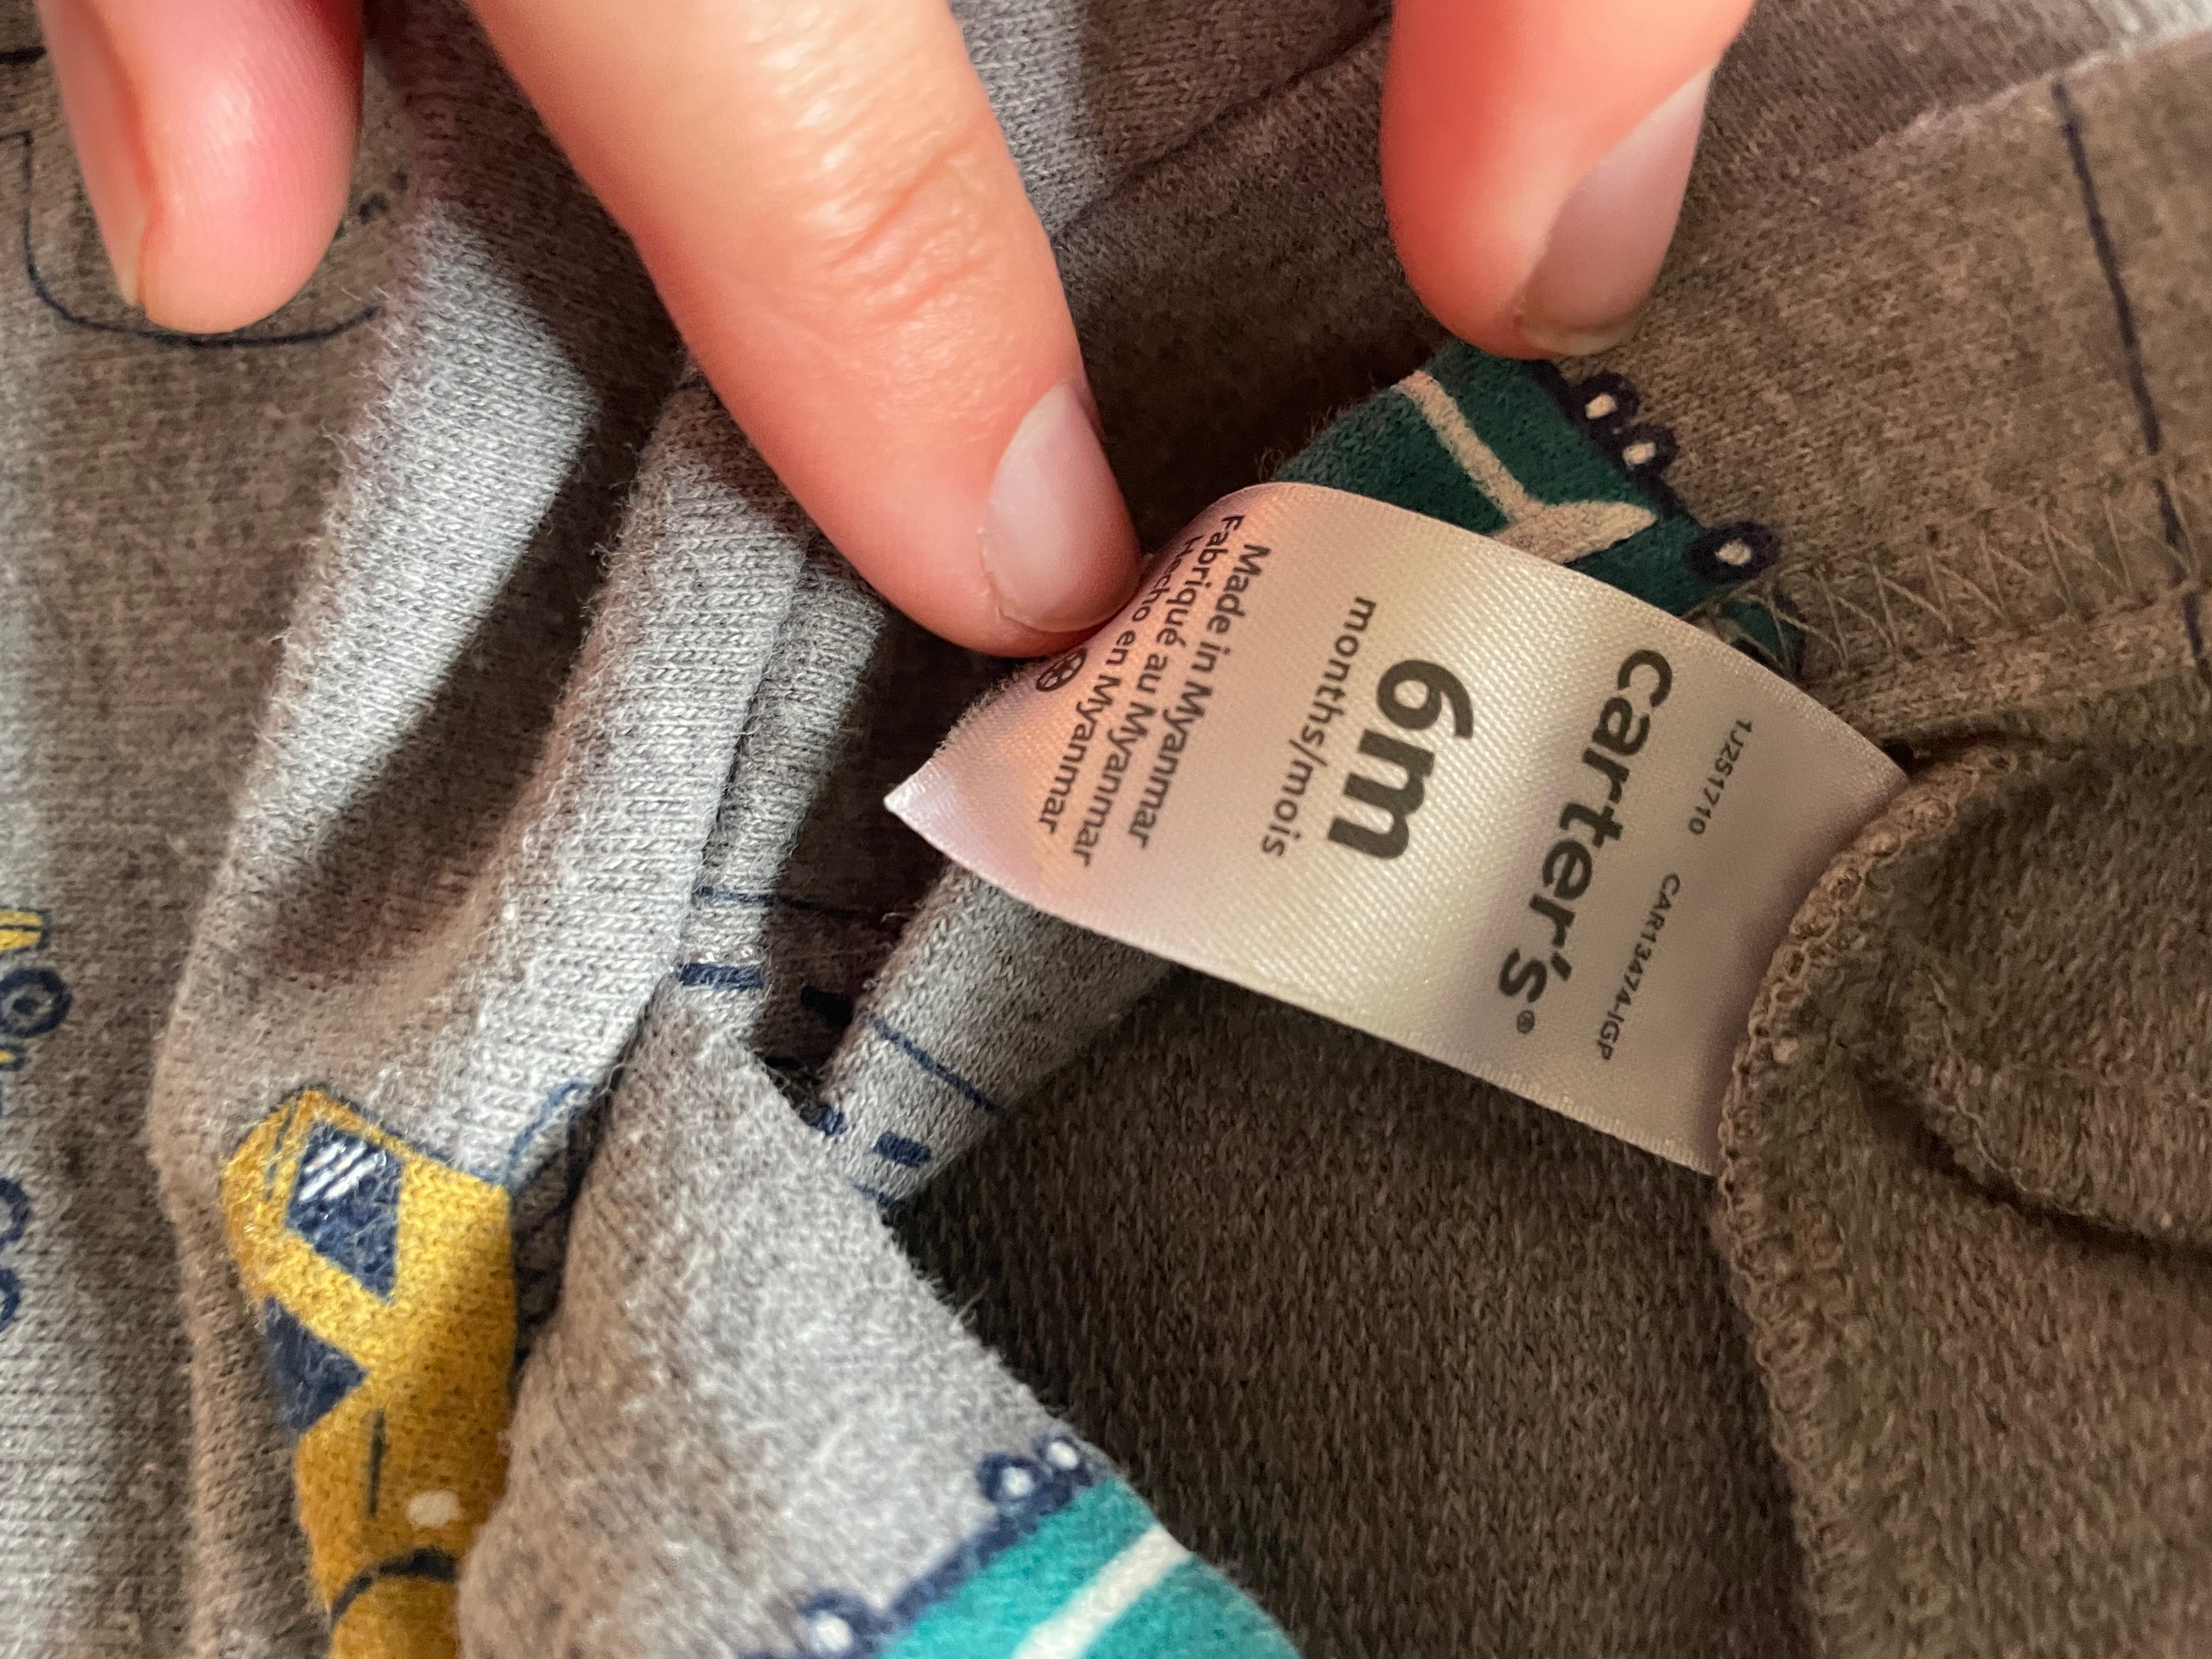 1J251710 CAR13474-IGP
carter's®
6m
months/mois
Made in Myanmar
Fabriqué au Myanmar
Hecho en Myanmar